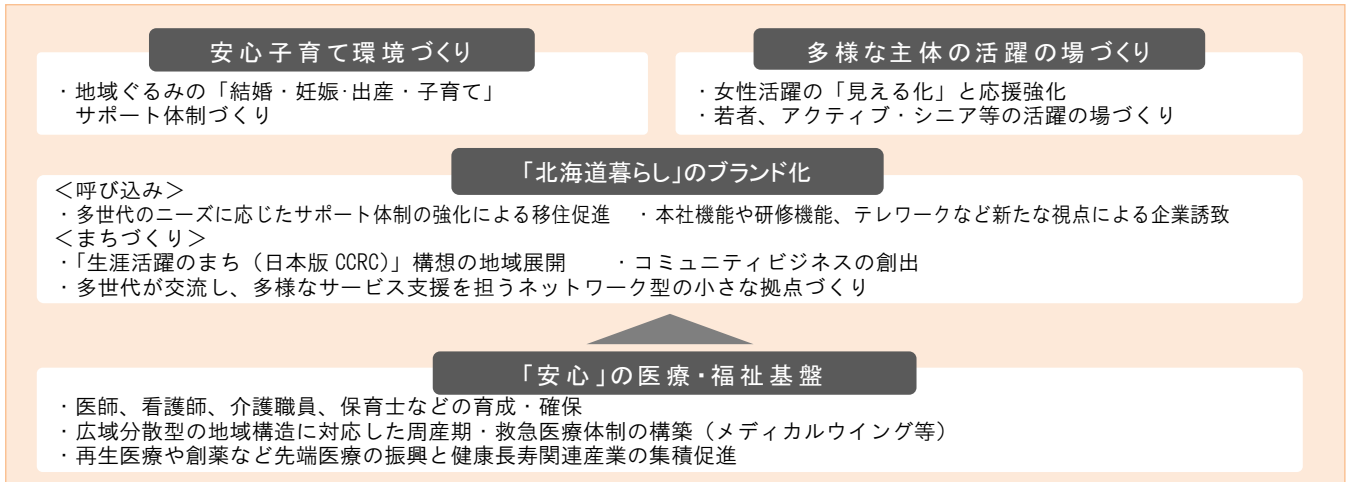 安心子育て環境づくり
・地域ぐるみの「結婚・妊娠・出産・子育て」
サポート体制づくり
多様な主体の活躍の場づくり
・女性活躍の「見える化」と応援強化
・若者、アクティブ・シニア等の活躍の場づくり
「北海道暮らし」のブランド化
＜呼び込み＞
・多世代のニーズに応じたサポート体制の強化による移住促進　・本社機能や研修機能、テレワークなど新たな視点による企業誘致
＜まちづくり＞
・「生涯活躍のまち（日本版 CCRC）」構想の地域展開　・コミュニティビジネスの創出
・多世代が交流し、多様なサービス支援を担うネットワーク型の小さな拠点づくり
「安心」の医療・福祉基盤
・医師、看護師、介護職員、保育士などの育成・確保
・広域分散型の地域構造に対応した周産期・救急医療体制の構築（メディカルウイング等）
・再生医療や創薬など先端医療の振興と健康長寿関連産業の集積促進